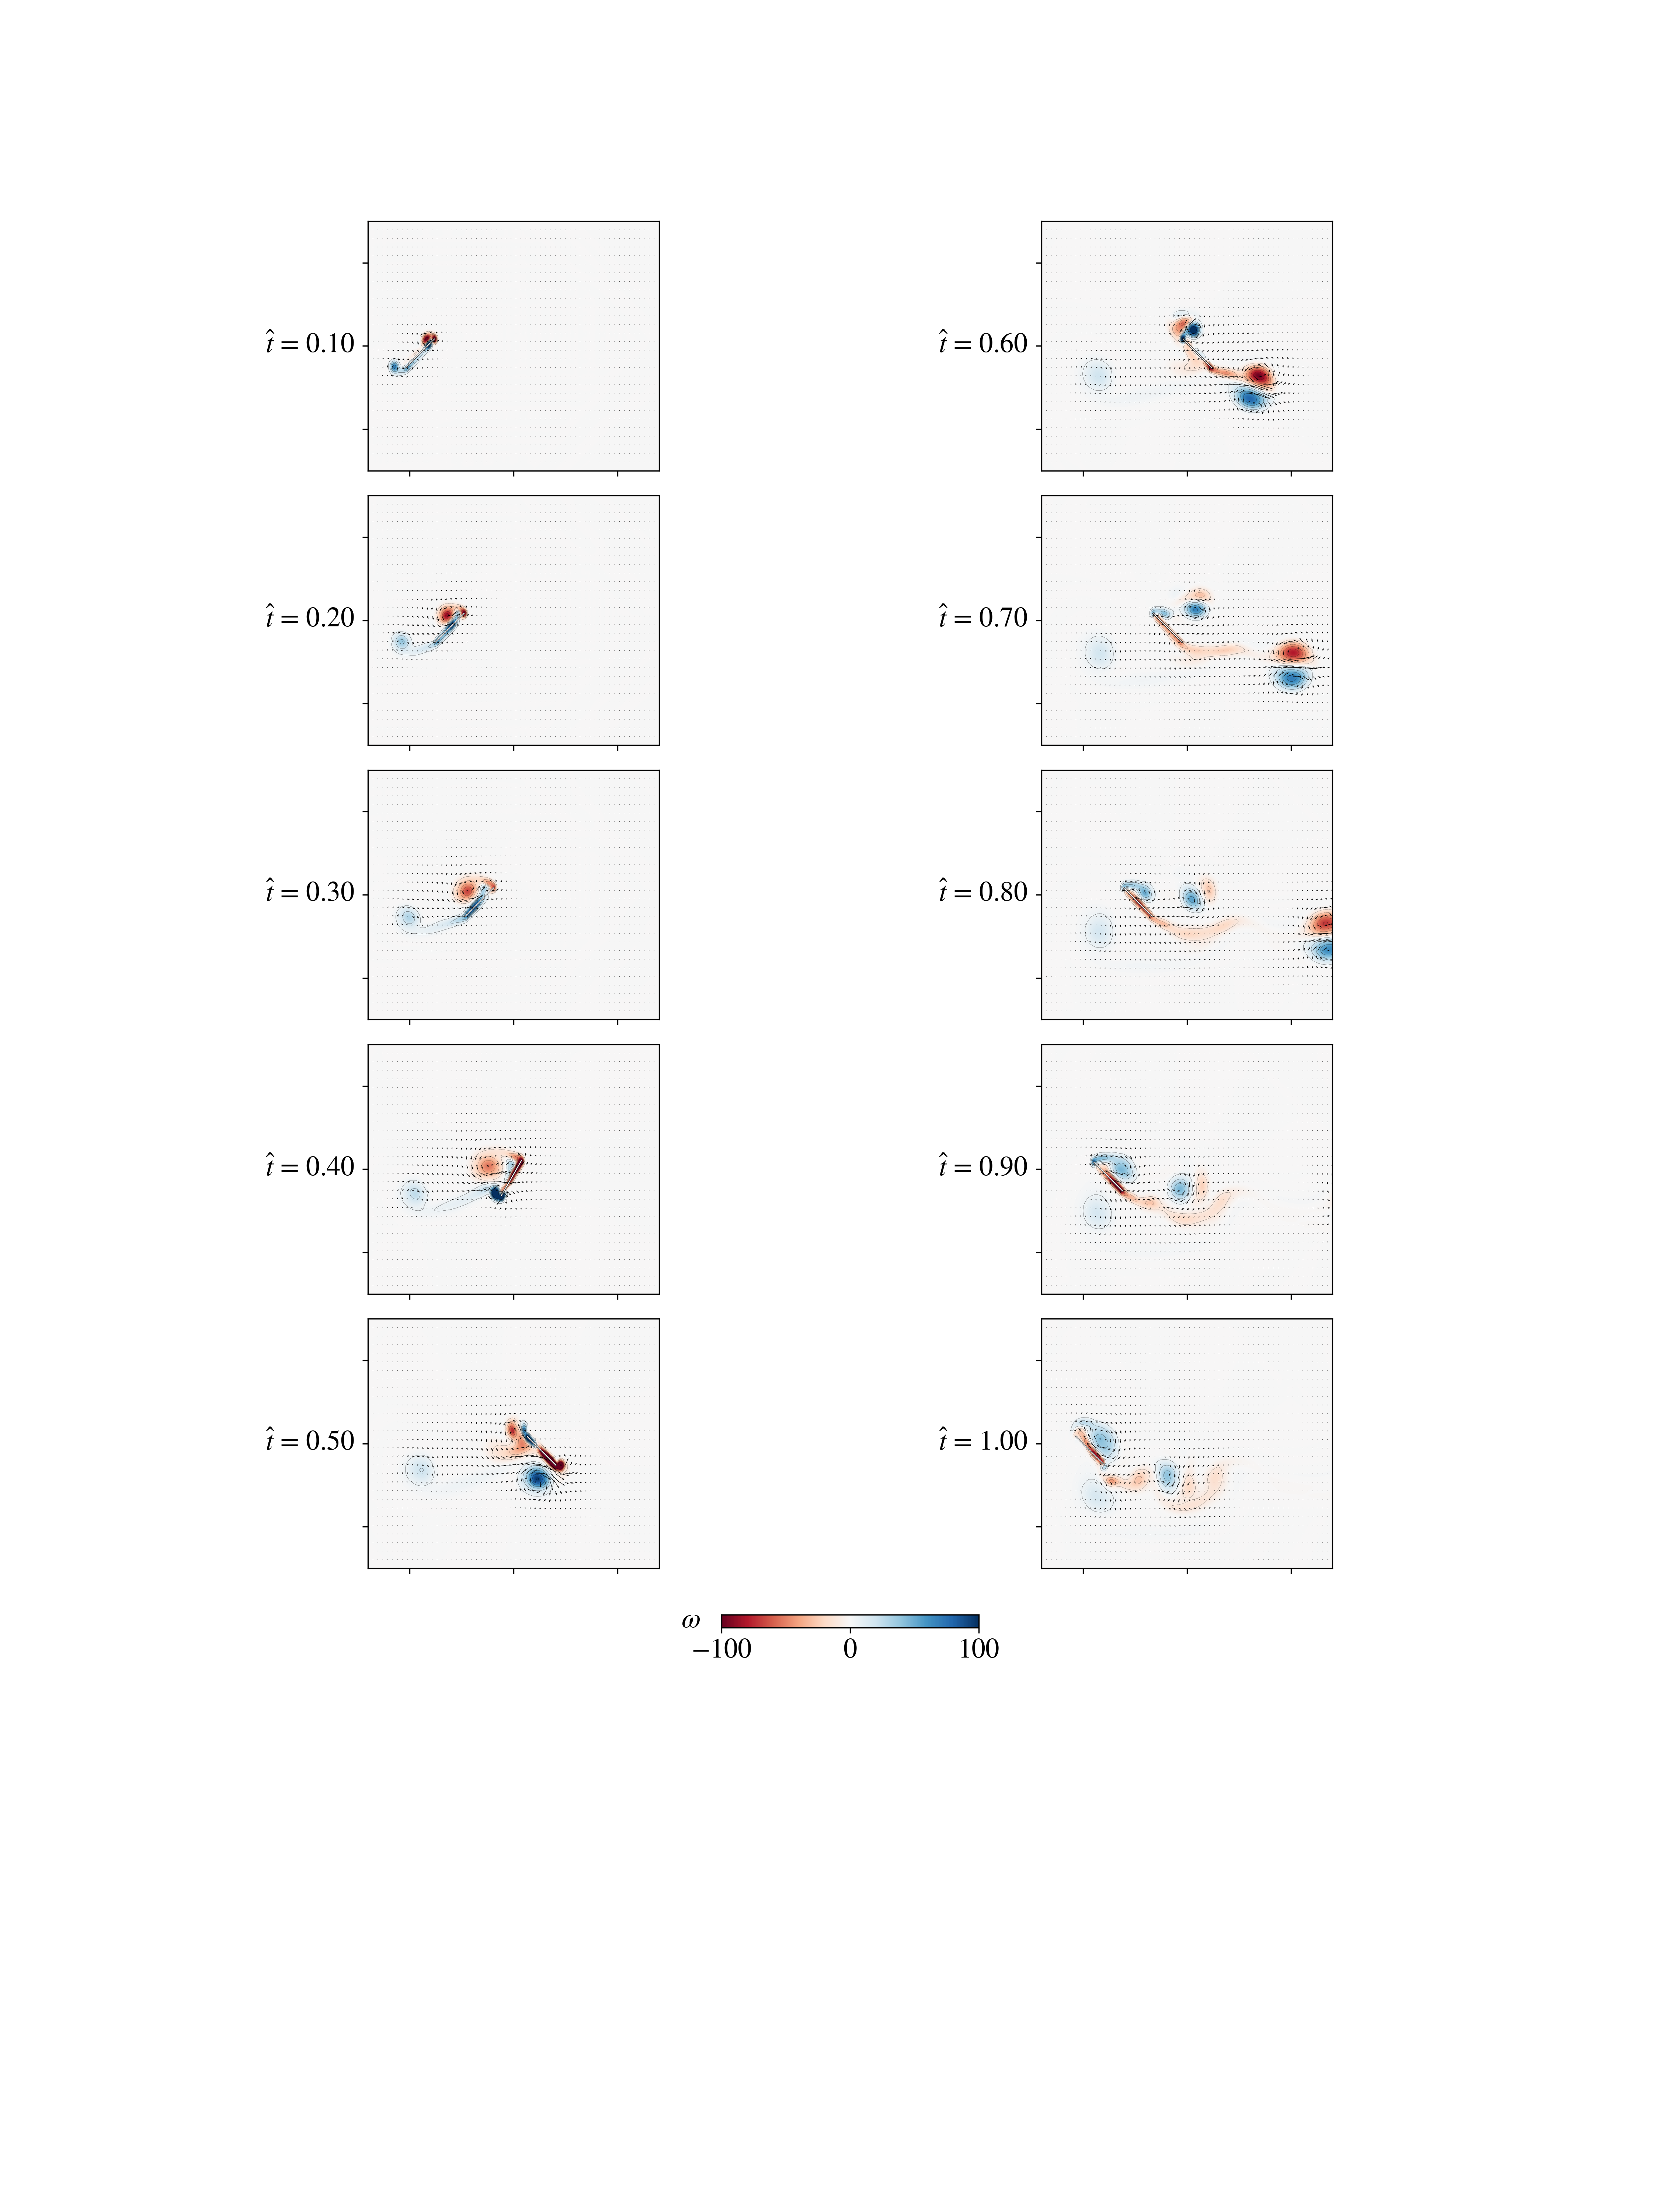 t̂ = 0.10
t̂ = 0.20
t̂ = 0.30
t̂ = 0.40
t̂ = 0.50
t̂ = 0.60
t̂ = 0.70
t̂ = 0.80
t̂ = 0.90
t̂ = 1.00
ω
−100 0 100